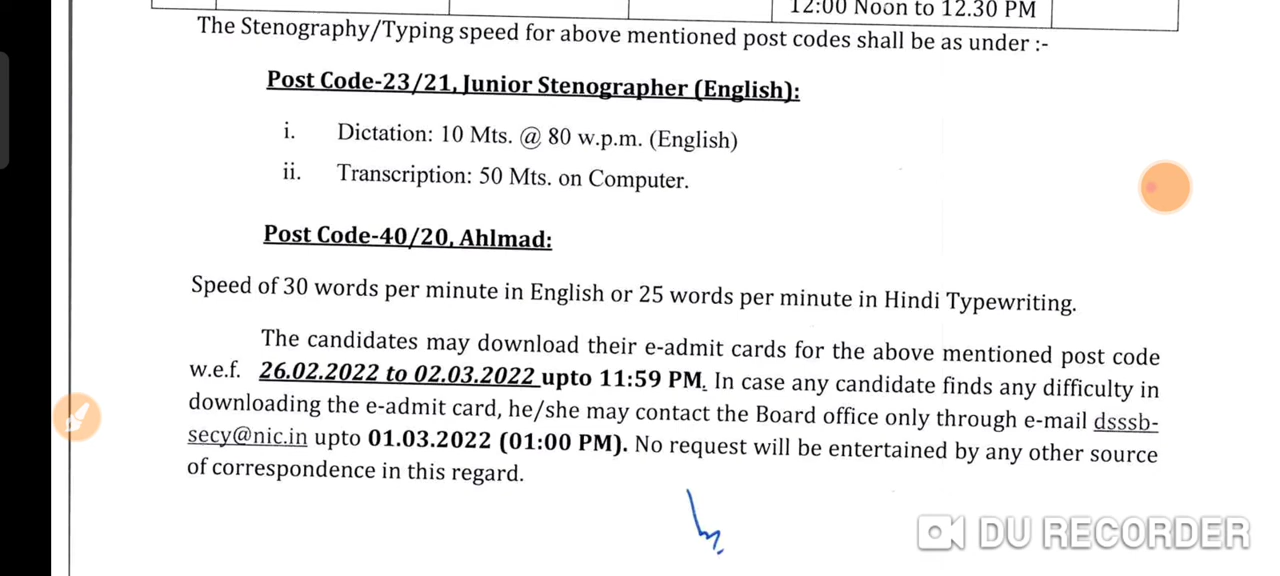 12:00 Noon to 12.30 PM
The Stenography/Typing speed for above mentioned post codes shall be as under :-
Post Code-23/21, Junior Stenographer (English):
i. Dictation: 10 Mts. @ 80 w.p.m. (English)
ii. Transcription: 50 Mts. on Computer.
Post Code-40/20, Ahlmad:
Speed of 30 words per minute in English or 25 words per minute in Hindi Typewriting.
The candidates may download their e-admit cards for the above mentioned post code
w.e.f. 26.02.2022 to 02.03.2022 upto 11:59 PM. In case any candidate finds any difficulty in
downloading the e-admit card, he/she may contact the Board office only through e-mail dsssb-
secy@nic.in upto 01.03.2022 (01:00 PM). No request will be entertained by any other source
of correspondence in this regard.
DU RECORDER